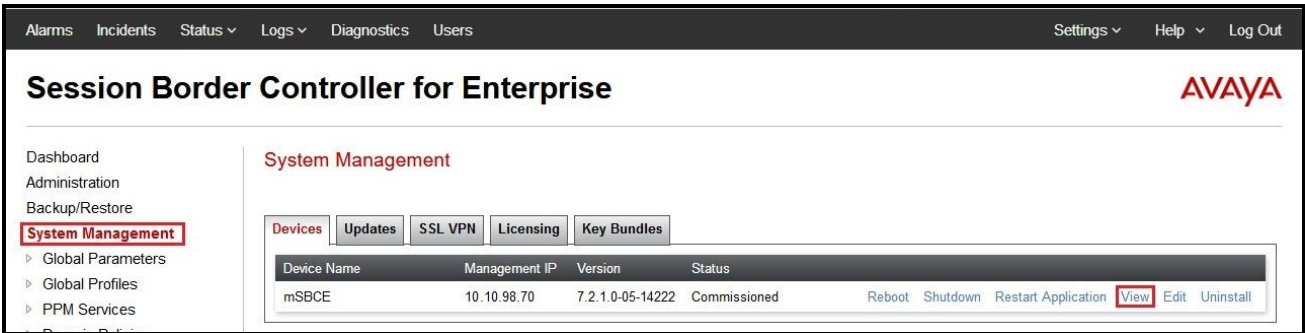 Alarms Incidents Status Logs Diagnostics Users Settings Help Log Out
Session Border Controller for Enterprise AVAYA
Dashboard
Administration
Backup/Restore
System Management
Global Parameters
Global Profiles
PPM Services
System Management
Devices Updates SSL VPN Licensing Key Bundles
Device Name Management IP Version Status
mSBCE 10.10.98.70 7.2.1.0-05-14222 Commissioned Reboot Shutdown Restart Application View Edit Uninstall